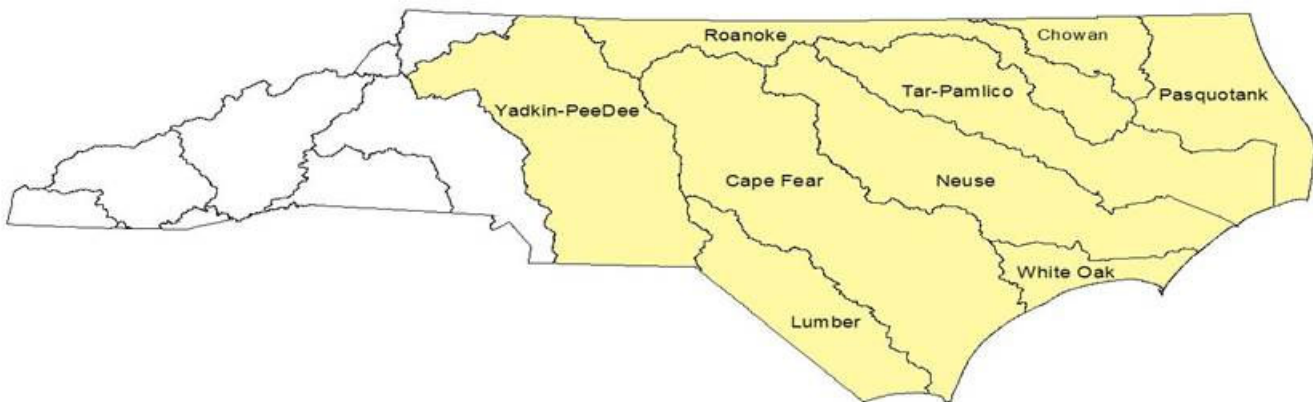 Roanoke
Chowan
Tar-Pamlico
Pasquotank
Yadkin-PeeDee
Cape Fear
Neuse
White Oak
Lumber